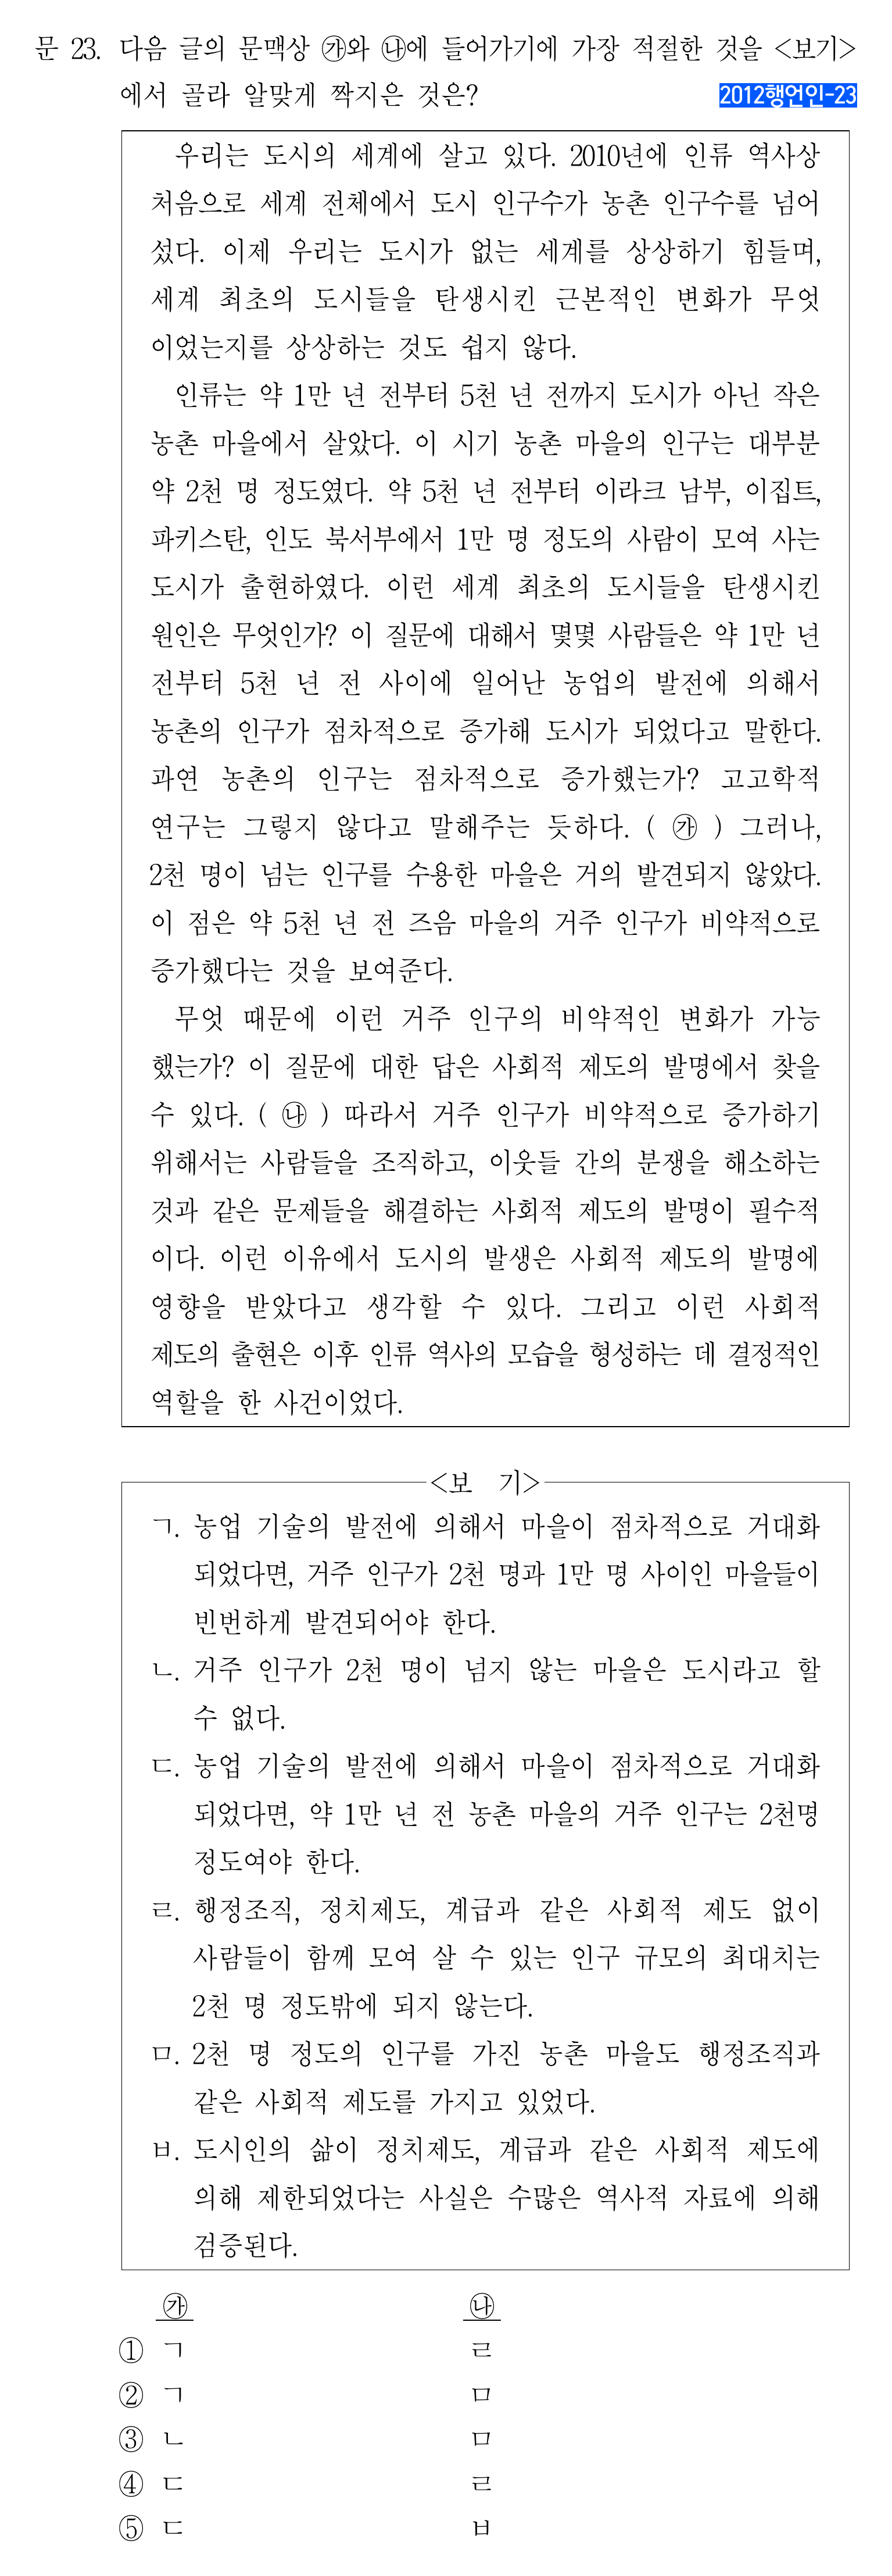 문 23. 다음 글의 문맥상 ㉮와 ㉯에 들어가기에 가장 적절한 것을 <보기>
에서 골라 알맞게 짝지은 것은?
2012행언인-23
우리는 도시의 세계에 살고 있다. 2010년에 인류 역사상
처음으로 세계 전체에서 도시 인구수가 농촌 인구수를 넘어
섰다. 이제 우리는 도시가 없는 세계를 상상하기 힘들며,
세계 최초의 도시들을 탄생시킨 근본적인 변화가 무엇
이었는지를 상상하는 것도 쉽지 않다.
인류는 약 1만 년 전부터 5천 년 전까지 도시가 아닌 작은
농촌 마을에서 살았다. 이 시기 농촌 마을의 인구는 대부분
약 2천 명 정도였다. 약 5천 년 전부터 이라크 남부, 이집트,
파키스탄, 인도 북서부에서 1만 명 정도의 사람이 모여 사는
도시가 출현하였다. 이런 세계 최초의 도시들을 탄생시킨
원인은 무엇인가? 이 질문에 대해서 몇몇 사람들은 약 1만 년
전부터 5천 년 전 사이에 일어난 농업의 발전에 의해서
농촌의 인구가 점차적으로 증가해 도시가 되었다고 말한다.
과연 농촌의 인구는 점차적으로 증가했는가? 고고학적
연구는 그렇지 않다고 말해주는 듯하다. ( ㉮ ) 그러나,
2천 명이 넘는 인구를 수용한 마을은 거의 발견되지 않았다.
이 점은 약 5천 년 전 즈음 마을의 거주 인구가 비약적으로
증가했다는 것을 보여준다.
무엇 때문에 이런 거주 인구의 비약적인 변화가 가능
했는가? 이 질문에 대한 답은 사회적 제도의 발명에서 찾을
수 있다. ( ㉯ ) 따라서 거주 인구가 비약적으로 증가하기
위해서는 사람들을 조직하고, 이웃들 간의 분쟁을 해소하는
것과 같은 문제들을 해결하는 사회적 제도의 발명이 필수적
이다. 이런 이유에서 도시의 발생은 사회적 제도의 발명에
영향을 받았다고 생각할 수 있다. 그리고 이런 사회적
제도의 출현은 이후 인류 역사의 모습을 형성하는 데 결정적인
역할을 한 사건이었다.
<보 기>
ㄱ. 농업 기술의 발전에 의해서 마을이 점차적으로 거대화
되었다면, 거주 인구가 2천 명과 1만 명 사이인 마을들이
빈번하게 발견되어야 한다.
ㄴ. 거주 인구가 2천 명이 넘지 않는 마을은 도시라고 할
수 없다.
ㄷ. 농업 기술의 발전에 의해서 마을이 점차적으로 거대화
되었다면, 약 1만 년 전 농촌 마을의 거주 인구는 2천명
정도여야 한다.
ㄹ. 행정조직, 정치제도, 계급과 같은 사회적 제도 없이
사람들이 함께 모여 살 수 있는 인구 규모의 최대치는
2천 명 정도밖에 되지 않는다.
ㅁ. 2천 명 정도의 인구를 가진 농촌 마을도 행정조직과
같은 사회적 제도를 가지고 있었다.
ㅂ. 도시인의 삶이 정치제도, 계급과 같은 사회적 제도에
의해 제한되었다는 사실은 수많은 역사적 자료에 의해
검증된다.
㉮ ㉯
① ㄱ ㄹ
② ㄱ ㅁ
③ ㄴ ㅁ
④ ㄷ ㄹ
⑤ ㄷ ㅂ